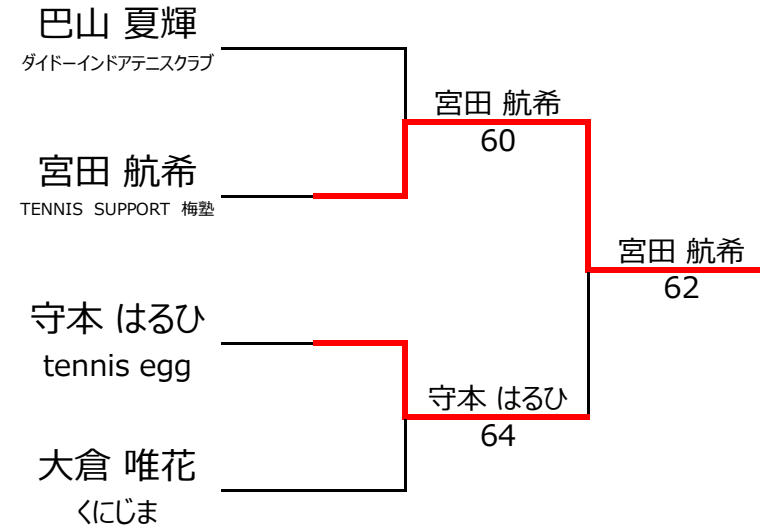 巴山 夏輝
ダイドーインドアテニスクラブ
宮田 航希
60
宮田 航希
TENNIS SUPPORT 梅塾
宮田 航希
62
守本 はるひ
tennis egg
守本 はるひ
64
大倉 唯花
くにじま